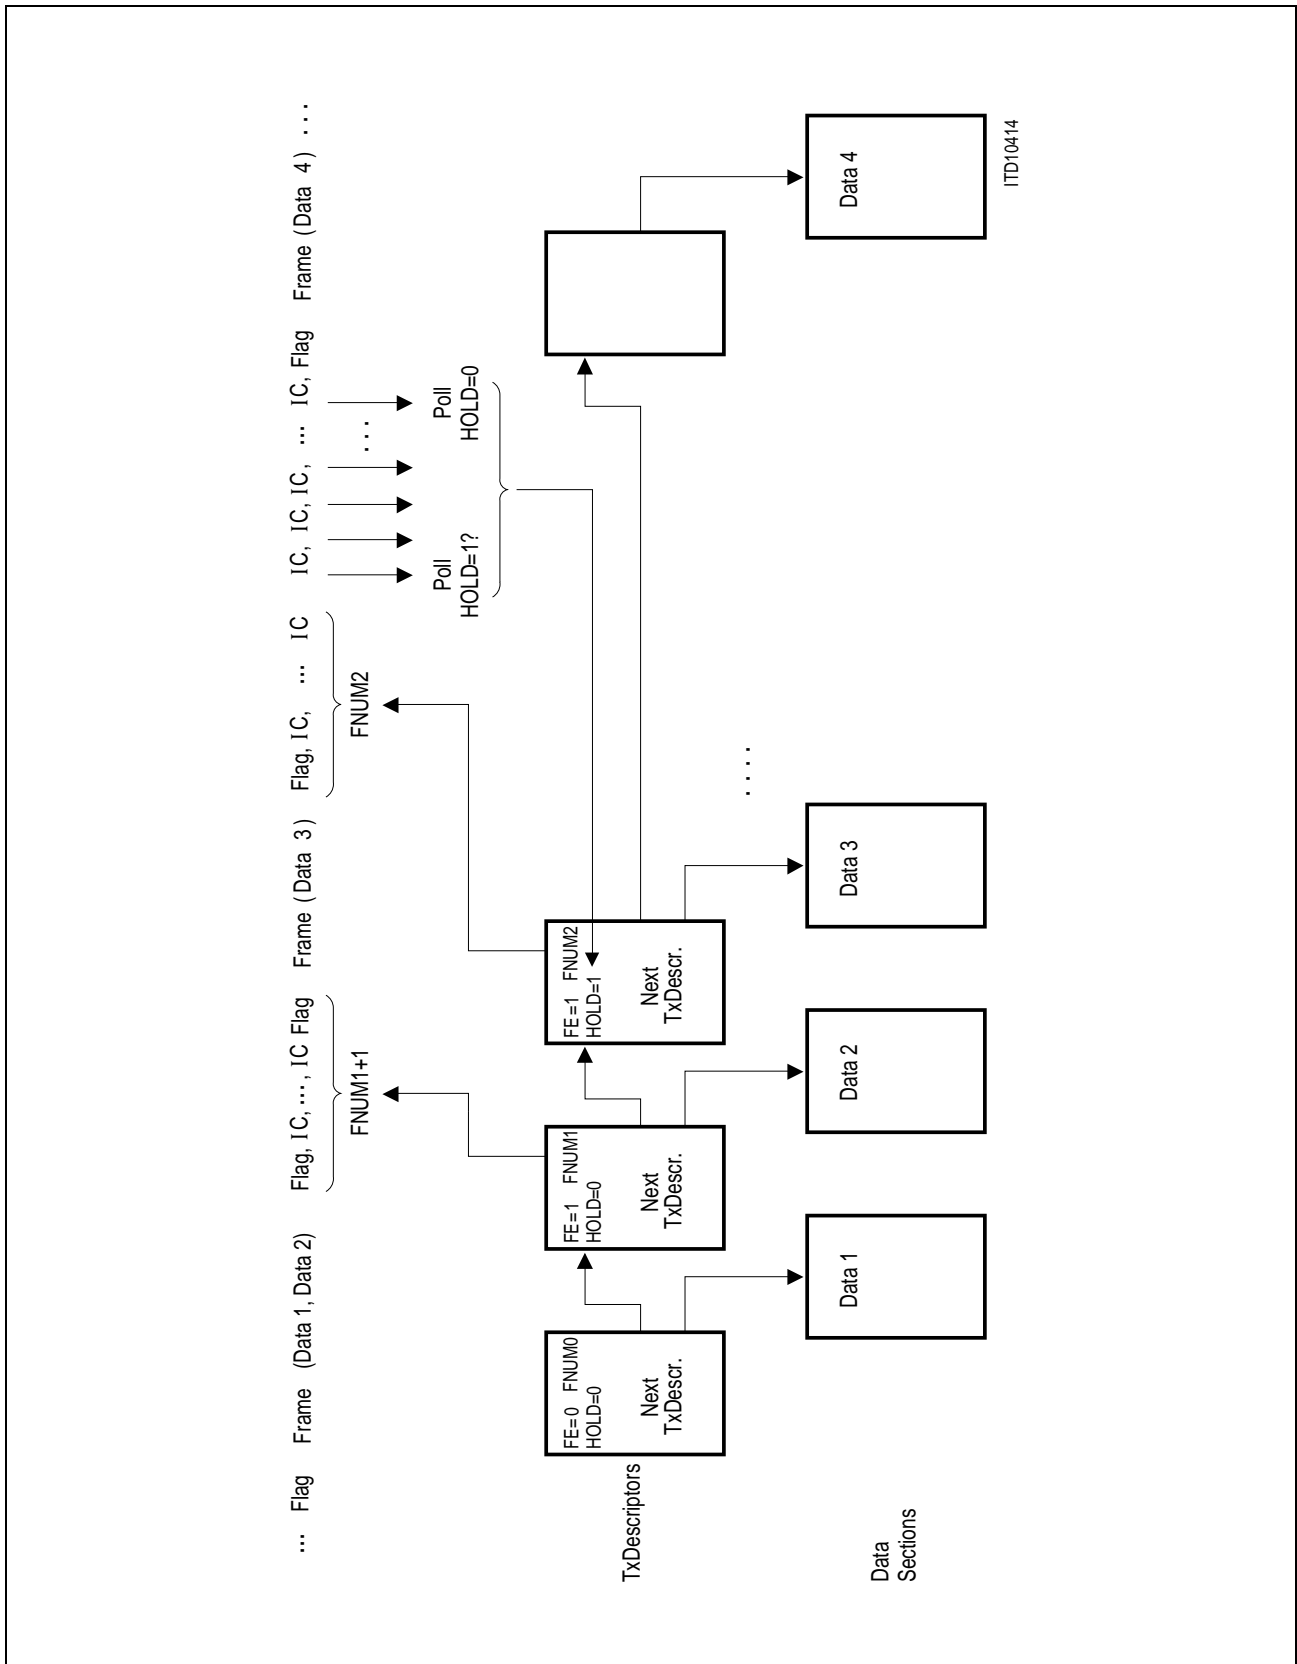 ... Flag Frame (Data 1, Data 2) Flag, IC, ..., IC Flag Frame (Data 3) Flag, IC, ... IC IC, IC, IC, ... IC, Flag Frame (Data 4) ...
FNUM1+1
FNUM2
Poll
HOLD=1?
...
Poll
HOLD=0
TxDescriptors
FE=0 FNUM0
HOLD=0
Next
TxDescr.
FE=1 FNUM1
HOLD=0
Next
TxDescr.
FE=1 FNUM2
HOLD=1
Next
TxDescr.
....
Data
Sections
Data 1
Data 2
Data 3
Data 4
ITD10414